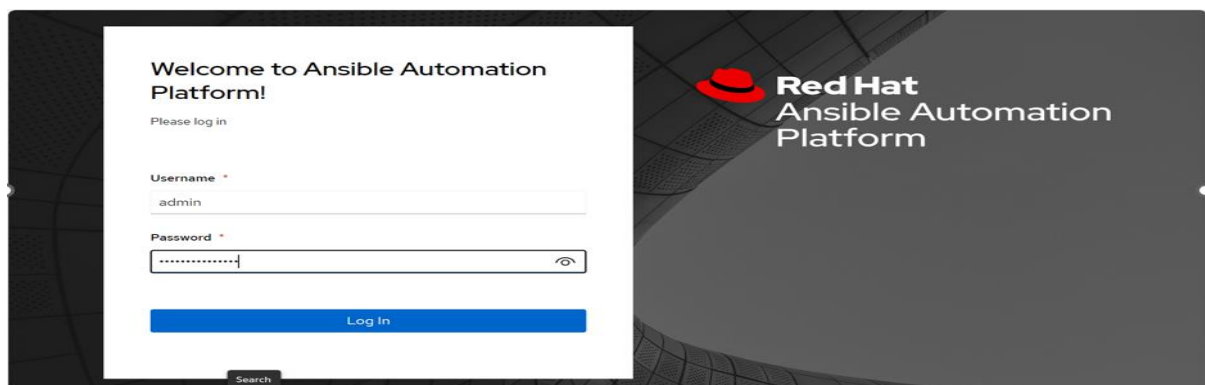 Welcome to Ansible Automation
Platform!
Please log in
Username *
admin
Password *
••••••••••••••
Log In
Search
Red Hat
Ansible Automation
Platform